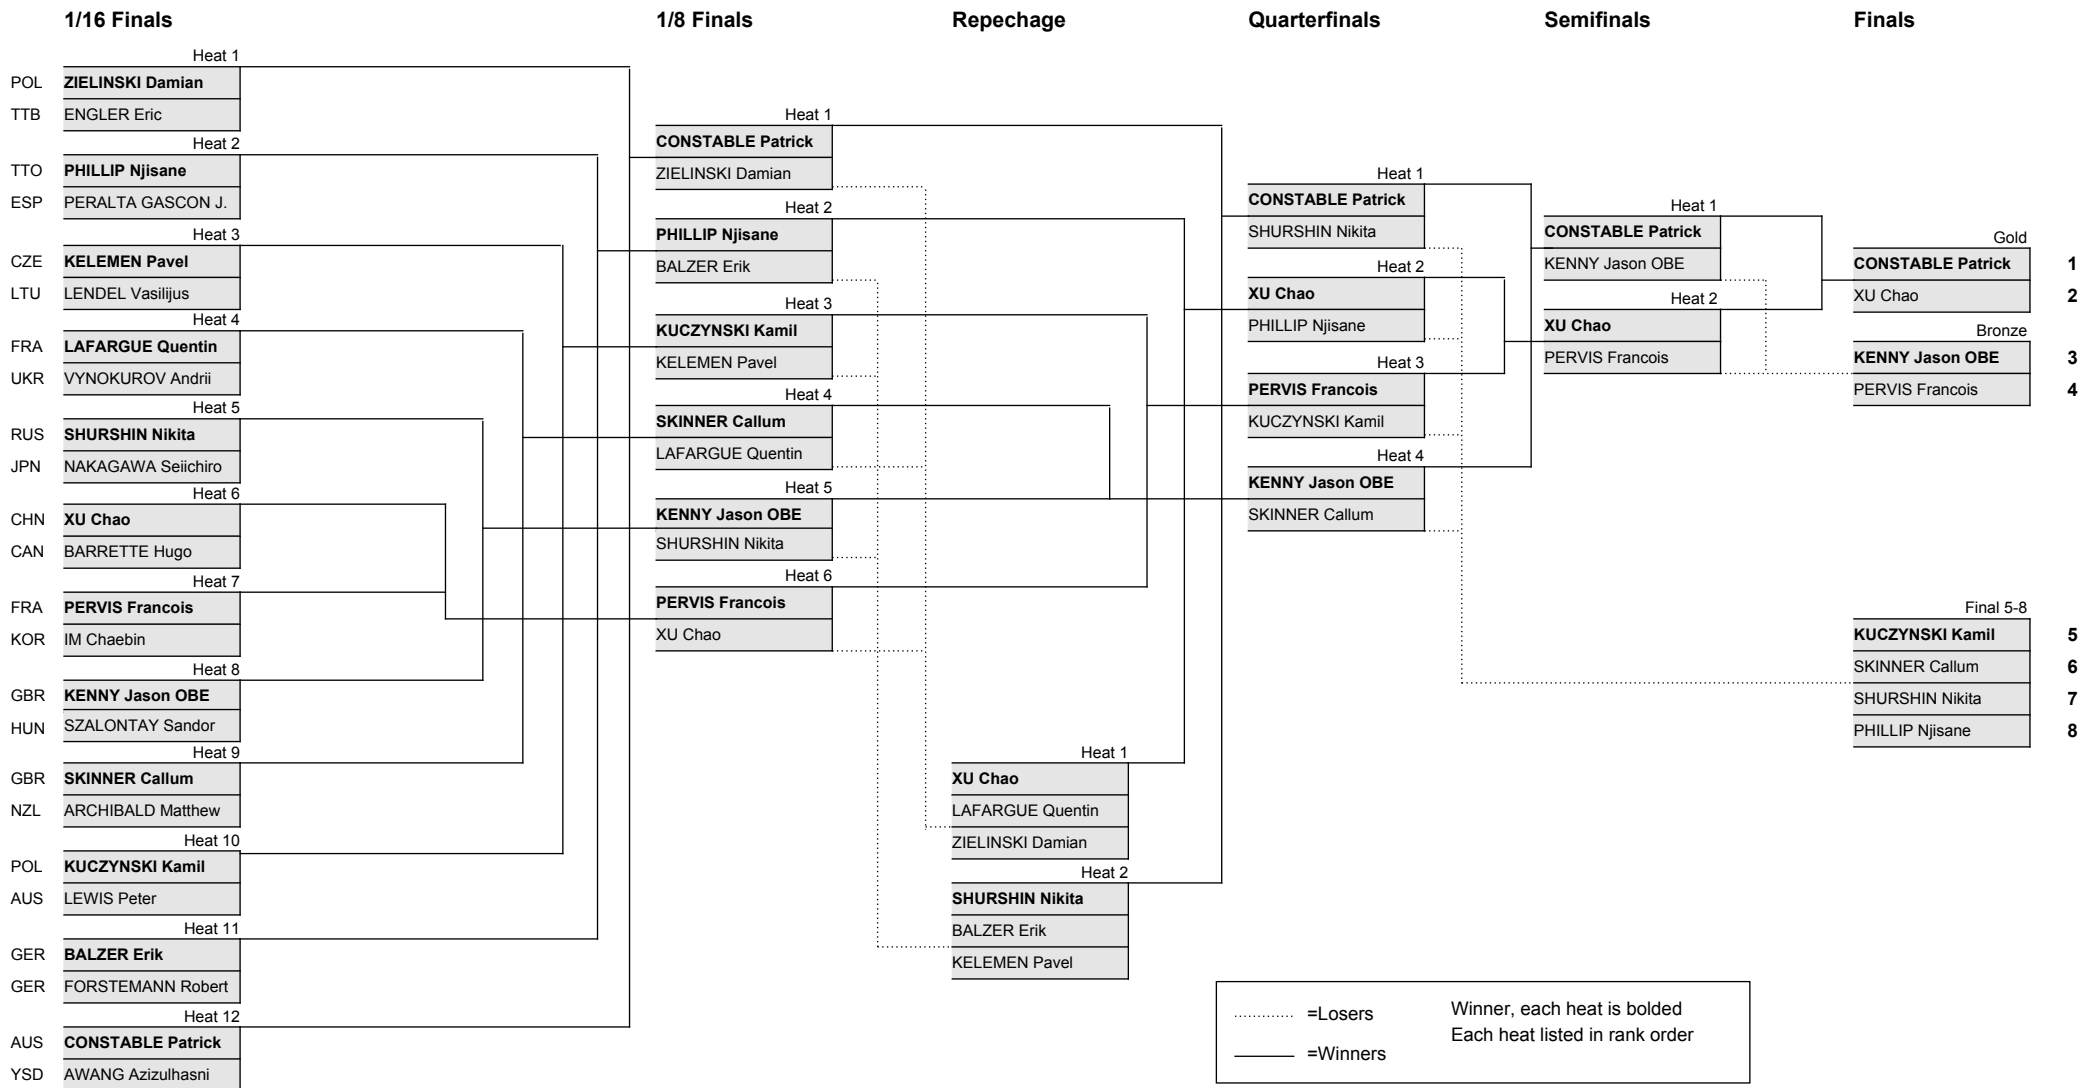 1/16 Finals 1/8 Finals Repechage Quarterfinals Semifinals Finals
Heat 1
POL ZIELINSKI Damian
TTB ENGLER Eric
Heat 2
TTO PHILLIP Njisane
ESP PERALTA GASCON J.
Heat 3
CZE KELEMEN Pavel
LTU LENDEL Vasilijus
Heat 4
FRA LAFARGUE Quentin
UKR VYNOKUROV Andrii
Heat 5
RUS SHURSHIN Nikita
JPN NAKAGAWA Seiichiro
Heat 6
CHN XU Chao
CAN BARRETTE Hugo
Heat 7
FRA PERVIS Francois
KOR IM Chaebin
Heat 8
GBR KENNY Jason OBE
HUN SZALONTAY Sandor
Heat 9
GBR SKINNER Callum
NZL ARCHIBALD Matthew
Heat 10
POL KUCZYNSKI Kamil
AUS LEWIS Peter
Heat 11
GER BALZER Erik
GER FORSTEMANN Robert
Heat 12
AUS CONSTABLE Patrick
YSD AWANG Azizulhasni
Heat 1
CONSTABLE Patrick
ZIELINSKI Damian
Heat 2
PHILLIP Njisane
BALZER Erik
Heat 3
KUCZYNSKI Kamil
KELEMEN Pavel
Heat 4
SKINNER Callum
LAFARGUE Quentin
Heat 5
KENNY Jason OBE
SHURSHIN Nikita
Heat 6
PERVIS Francois
XU Chao
Heat 1
XU Chao
LAFARGUE Quentin
ZIELINSKI Damian
Heat 2
SHURSHIN Nikita
BALZER Erik
KELEMEN Pavel
Heat 1
CONSTABLE Patrick
SHURSHIN Nikita
Heat 2
XU Chao
PHILLIP Njisane
Heat 3
PERVIS Francois
KUCZYNSKI Kamil
Heat 4
KENNY Jason OBE
SKINNER Callum
Heat 1
CONSTABLE Patrick
KENNY Jason OBE
Heat 2
XU Chao
PERVIS Francois
Gold
CONSTABLE Patrick 1
XU Chao 2
Bronze
KENNY Jason OBE 3
PERVIS Francois 4
Final 5-8
KUCZYNSKI Kamil 5
SKINNER Callum 6
SHURSHIN Nikita 7
PHILLIP Njisane 8
=Losers Winner, each heat is bolded
Each heat listed in rank order
=Winners